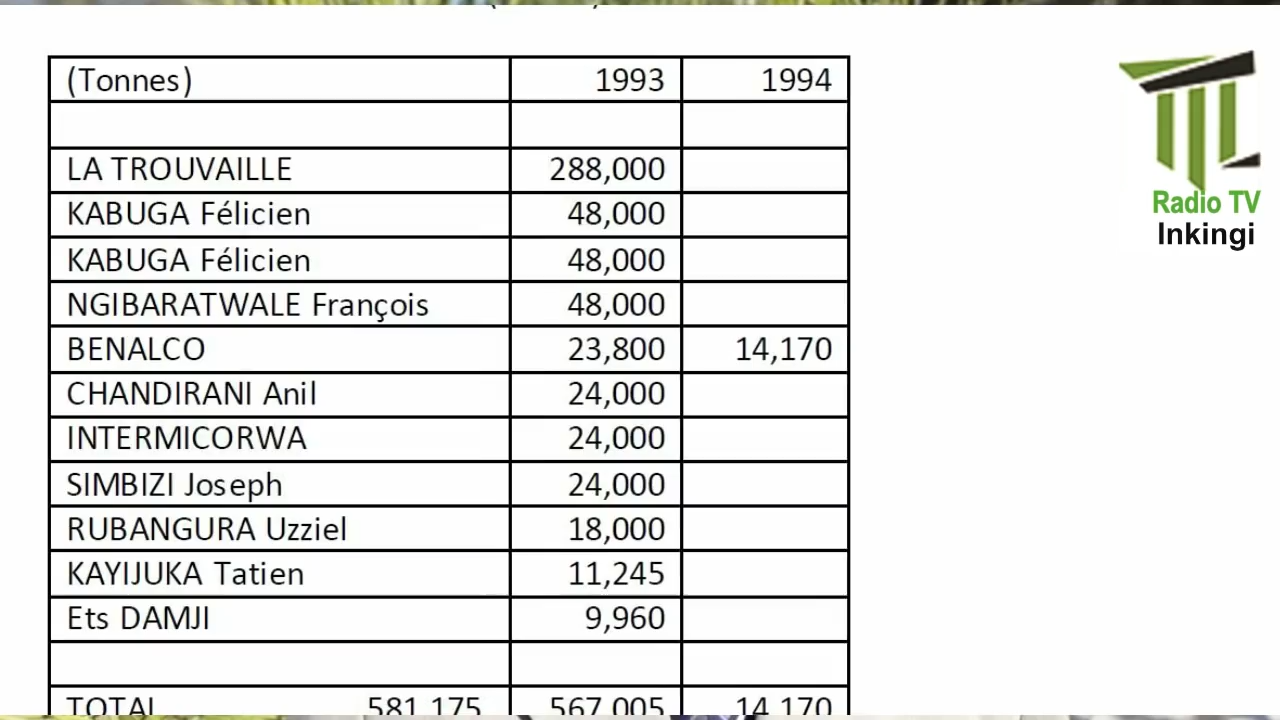 (Tonnes) 1993 1994
LA TROUVAILLE 288,000
KABUGA Félicien 48,000
KABUGA Félicien 48,000
NGIBARATWALE François 48,000
BENALCO 23,800 14,170
CHANDIRANI Anil 24,000
INTERMICORWA 24,000
SIMBIZI Joseph 24,000
RUBANGURA Uzziel 18,000
KAYIJUKA Tatien 11,245
Ets DAMJI 9,960
TOTAL 581,175 567,005 14,170
Radio TV
Inkingi